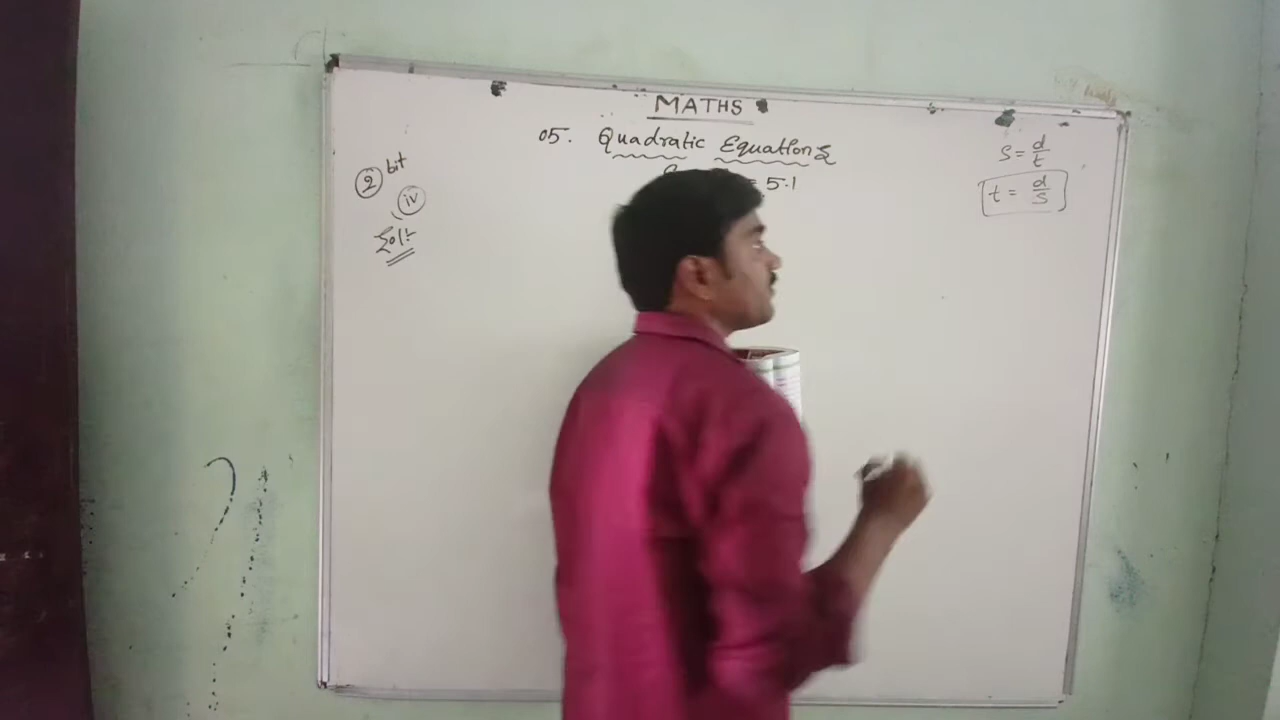 MATHS
05. Quadratic Equations
= 5.1
2 bit
iv
Sol:-
s = d/t
t = d/s